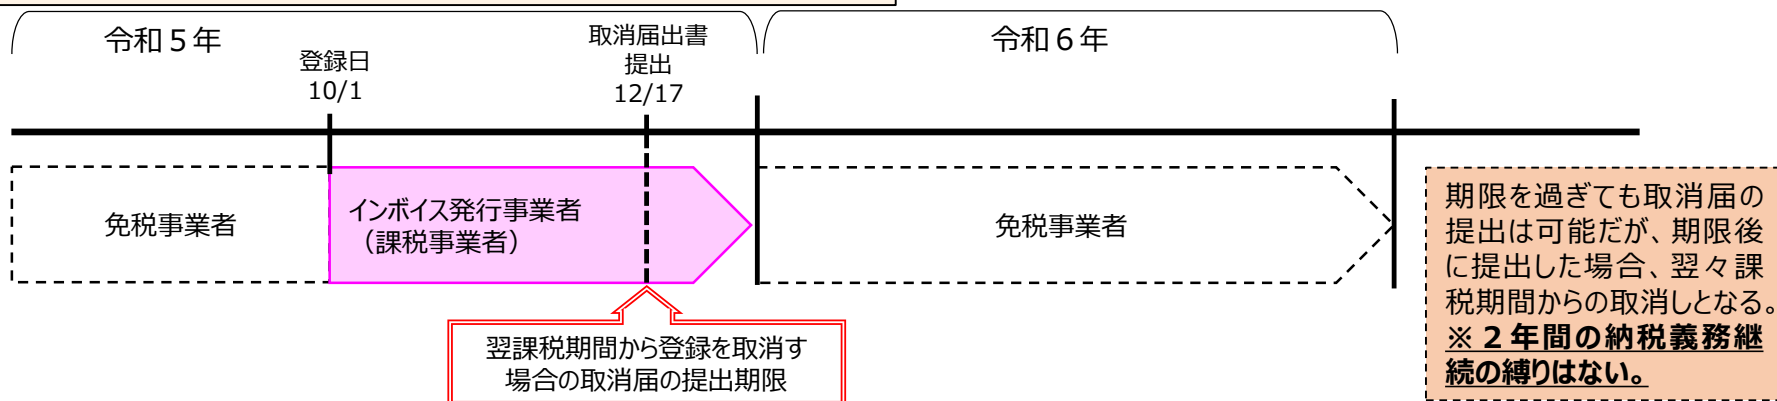 令和５年
令和６年
登録日
10/1
取消届出書
提出
12/17
免税事業者
インボイス発行事業者
（課税事業者）
免税事業者
翌課税期間から登録を取消す
場合の取消届の提出期限
期限を過ぎても取消届の
提出は可能だが、期限後
に提出した場合、翌々課
税期間からの取消しとなる。
※２年間の納税義務継
続の縛りはない。